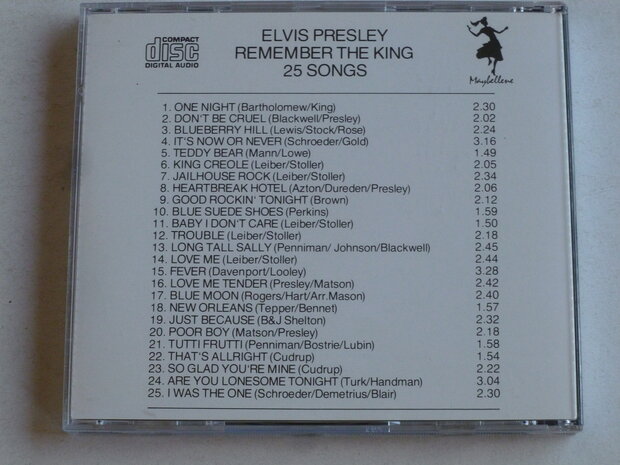 COMPACT
disc
DIGITAL AUDIO
ELVIS PRESLEY
REMEMBER THE KING
25 SONGS
Maybellene
1. ONE NIGHT (Bartholomew/King) 2.30
2. DON'T BE CRUEL (Blackwell/Presley) 2.02
3. BLUEBERRY HILL (Lewis/Stock/Rose) 2.24
4. IT'S NOW OR NEVER (Schroeder/Gold) 3.16
5. TEDDY BEAR (Mann/Lowe) 1.49
6. KING CREOLE (Leiber/Stoller) 2.05
7. JAILHOUSE ROCK (Leiber/Stoller) 2.34
8. HEARTBREAK HOTEL (Azton/Dureden/Presley) 2.06
9. GOOD ROCKIN' TONIGHT (Brown) 2.12
10. BLUE SUEDE SHOES (Perkins) 1.59
11. BABY I DON'T CARE (Leiber/Stoller) 1.50
12. TROUBLE (Leiber/Stoller) 2.18
13. LONG TALL SALLY (Penniman/ Johnson/Blackwell) 2.45
14. LOVE ME (Leiber/Stoller) 2.44
15. FEVER (Davenport/Looley) 3.28
16. LOVE ME TENDER (Presley/Matson) 2.42
17. BLUE MOON (Rogers/Hart/Arr.Mason) 2.40
18. NEW ORLEANS (Tepper/Bennet) 1.57
19. JUST BECAUSE (B&J Shelton) 2.32
20. POOR BOY (Matson/Presley) 2.18
21. TUTTI FRUTTI (Penniman/Bostrie/Lubin) 1.58
22. THAT'S ALLRIGHT (Cudrup) 1.54
23. SO GLAD YOU'RE MINE (Cudrup) 2.22
24. ARE YOU LONESOME TONIGHT (Turk/Handman) 3.04
25. I WAS THE ONE (Schroeder/Demetrius/Blair) 2.30